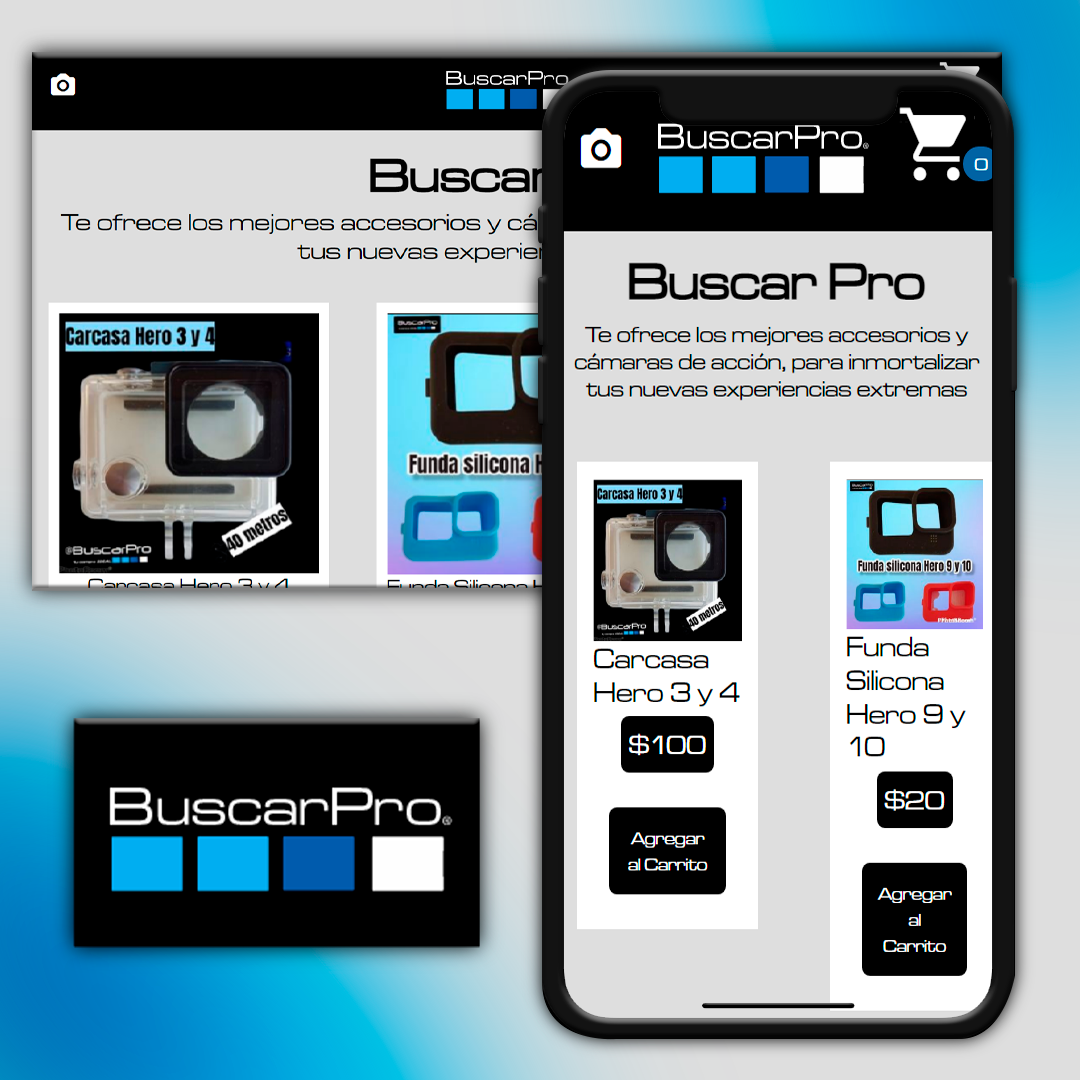 BuscarPro
Buscar
Te ofrece los mejores accesorios y cá
tus nuevas experien
Carcasa Hero 3 y 4
40 metros
®BuscarPro
Carcasa Hero 3 y 4
BuscarPro
Funda silicona H
Funda Silicona H
BuscarPro®
0
Buscar Pro
Te ofrece los mejores accesorios y
cámaras de acción, para inmortalizar
tus nuevas experiencias extremas
Carcasa Hero 3 y 4
40 metros
®BuscarPro
Carcasa
Hero 3 y 4
$100
Agregar
al Carrito
BuscarPro
Funda silicona Hero 9 y 10
Funda
Silicona
Hero 9 y
10
$20
Agregar
al
Carrito
BuscarPro®